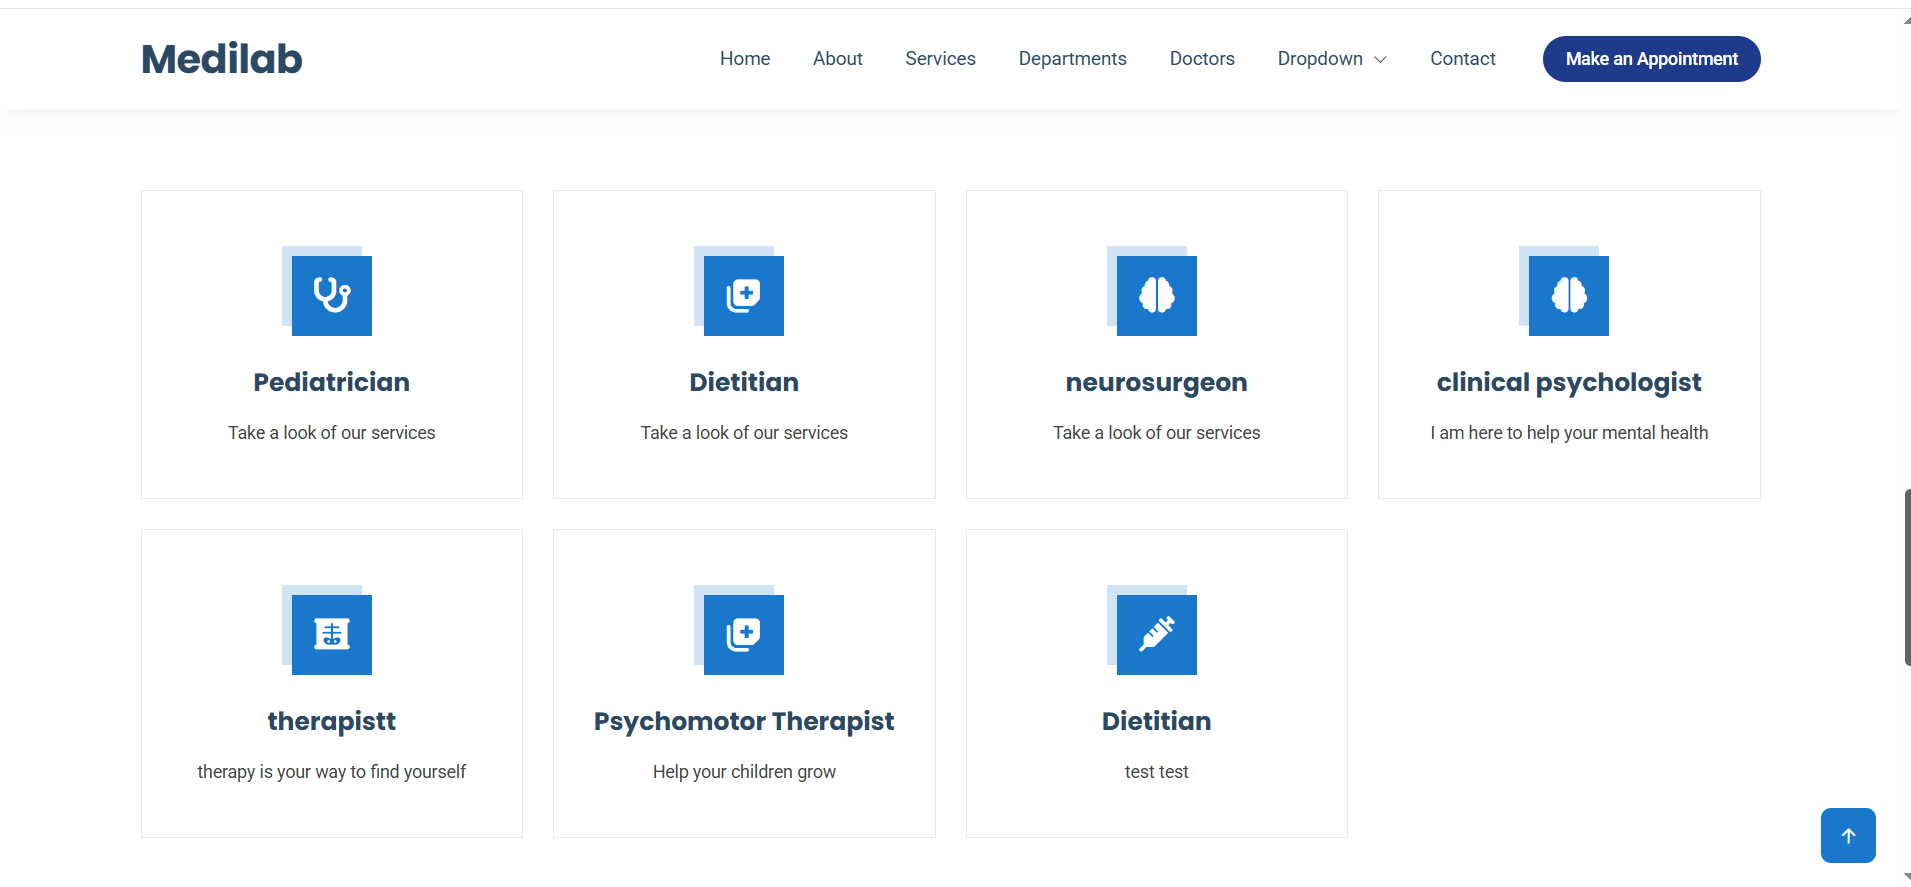 Medilab
Home About Services Departments Doctors Dropdown Contact Make an Appointment
Pediatrician
Take a look of our services
Dietitian
Take a look of our services
neurosurgeon
Take a look of our services
clinical psychologist
I am here to help your mental health
therapistt
therapy is your way to find yourself
Psychomotor Therapist
Help your children grow
Dietitian
test test